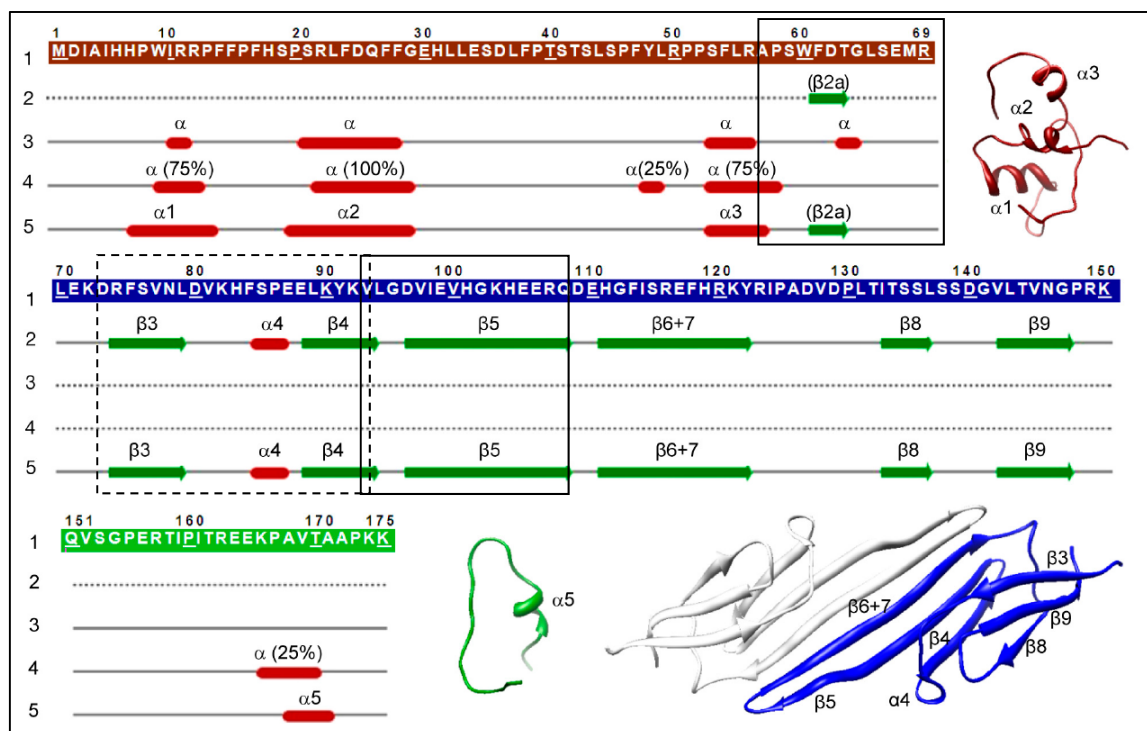 1 10 20 30 40 50 60 69
1 MDIAIHHPWIRRPFFPFHSPSRLFDQFFGEHLLESDLFPTSTSLSPFYLRPPSFLRAPSWFDTGLSEMR
2 (β2a)
3 α α α α
4 α (75%) α (100%) α(25%) α (75%)
5 α1 α2 α3 (β2a)
α3
α2
α1
70 80 90 100 110 120 130 140 150
1 LEKDRFSVNLDVKHFSPEELKYKVLGDVIEVHGKHEERQDEHGFISREFHRKYRIPADVDPLTITSSLSSDGVLTVNGPRK
2 β3 α4 β4 β5 β6+7 β8 β9
3
4
5 β3 α4 β4 β5 β6+7 β8 β9
151 160 170 175
1 QVSGPERTIPITREEKPAVTAAPKK
2
3
4 α (25%)
5 α5
α5
β3
β6+7
β9
β4
β8
β5
α4